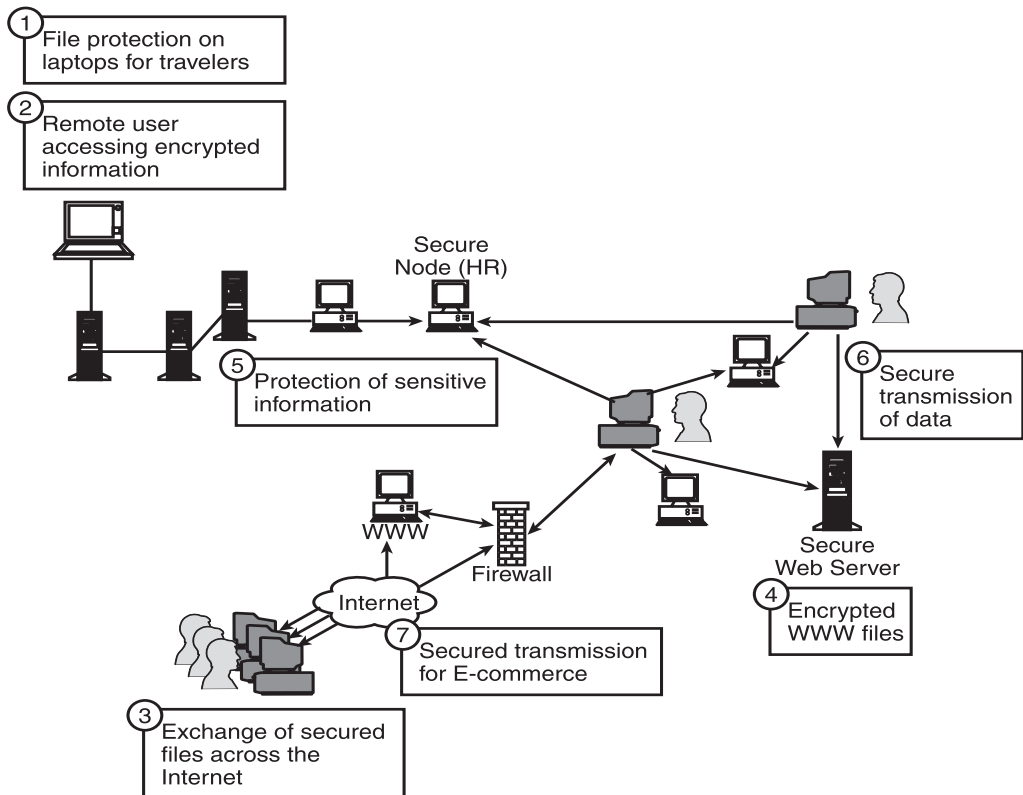 1
File protection on
laptops for travelers
2
Remote user
accessing encrypted
information
Secure
Node (HR)
5
Protection of sensitive
information
6
Secure
transmission
of data
WWW
Firewall
Secure
Web Server
4
Encrypted
WWW files
Internet
7
Secured transmission
for E-commerce
3
Exchange of secured
files across the
Internet